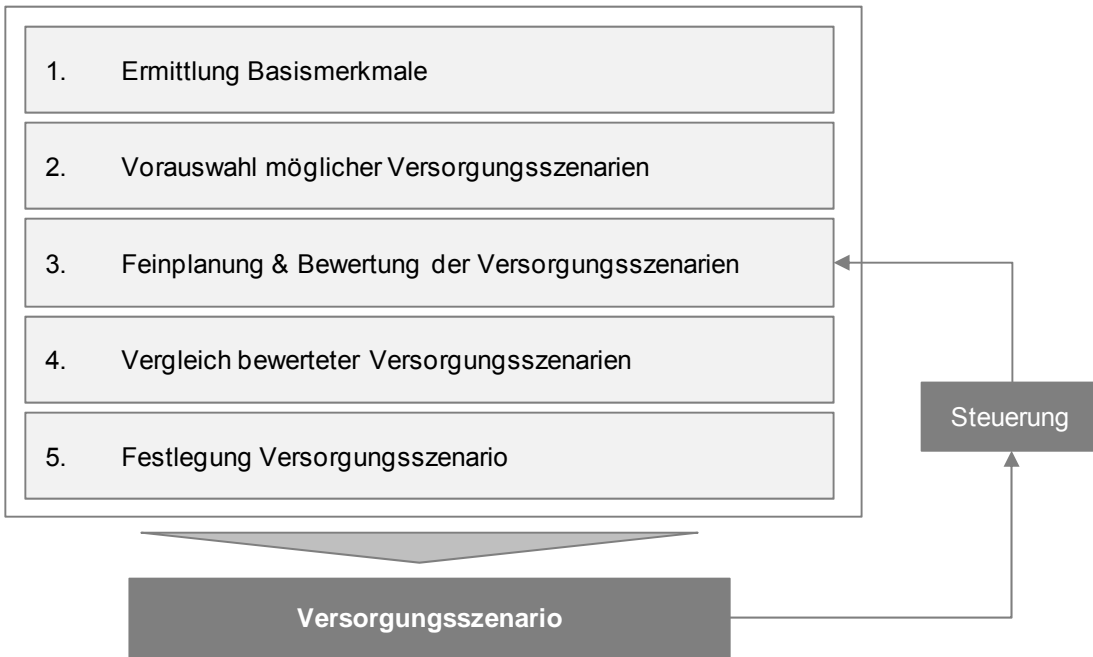 1. Ermittlung Basismerkmale
2. Vorauswahl möglicher Versorgungsszenarien
3. Feinplanung & Bewertung der Versorgungsszenarien
4. Vergleich bewerteter Versorgungsszenarien
5. Festlegung Versorgungsszenario
Steuerung
Versorgungsszenario